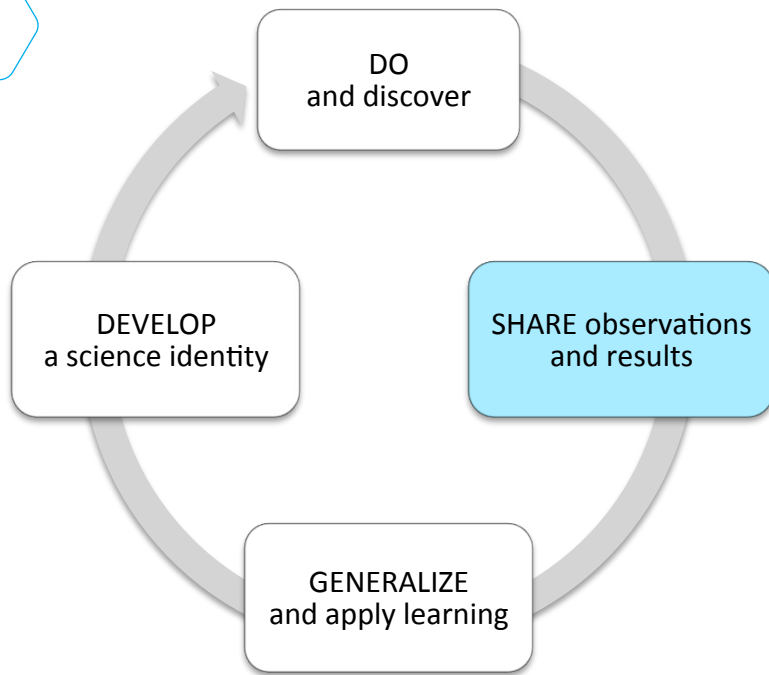 DO
and discover
SHARE observations
and results
GENERALIZE
and apply learning
DEVELOP
a science identity